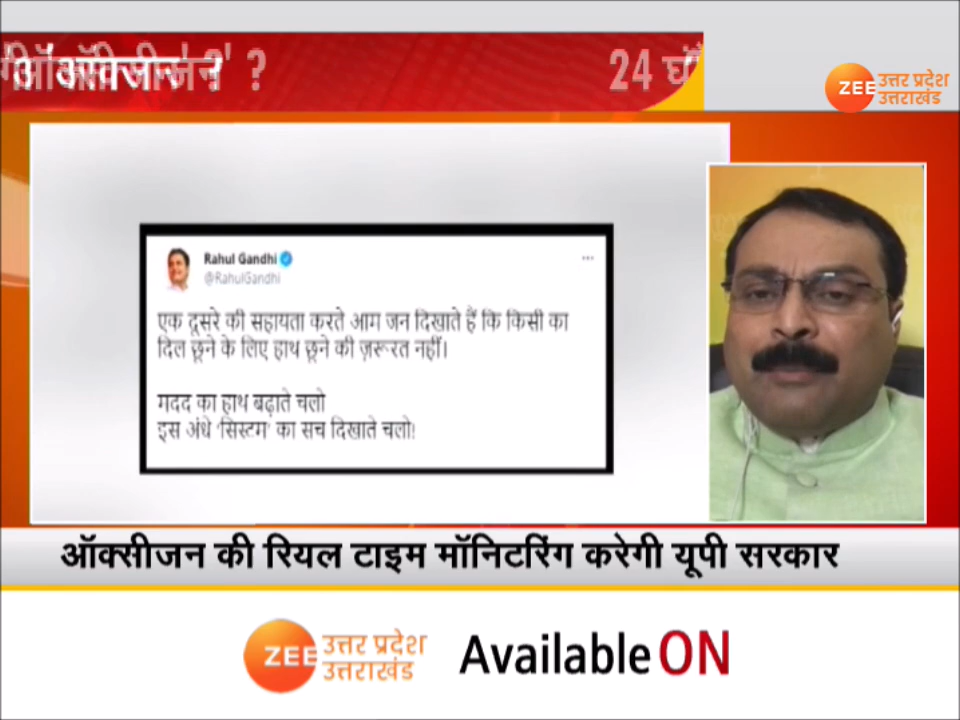 'ऑक्सीजन' ?
24
ZEE उत्तर प्रदेश
उत्तराखंड
Rahul Gandhi
@RahulGandhi
एक दूसरे की सहायता करते आम जन दिखाते हैं कि किसी का
दिल छूने के लिए हाथ छूने की ज़रूरत नहीं।
मदद का हाथ बढ़ाते चलो
इस अंधे 'सिस्टम' का सच दिखाते चलो!
ऑक्सीजन की रियल टाइम मॉनिटरिंग करेगी यूपी सरकार
ZEE उत्तर प्रदेश
उत्तराखंड
Available ON